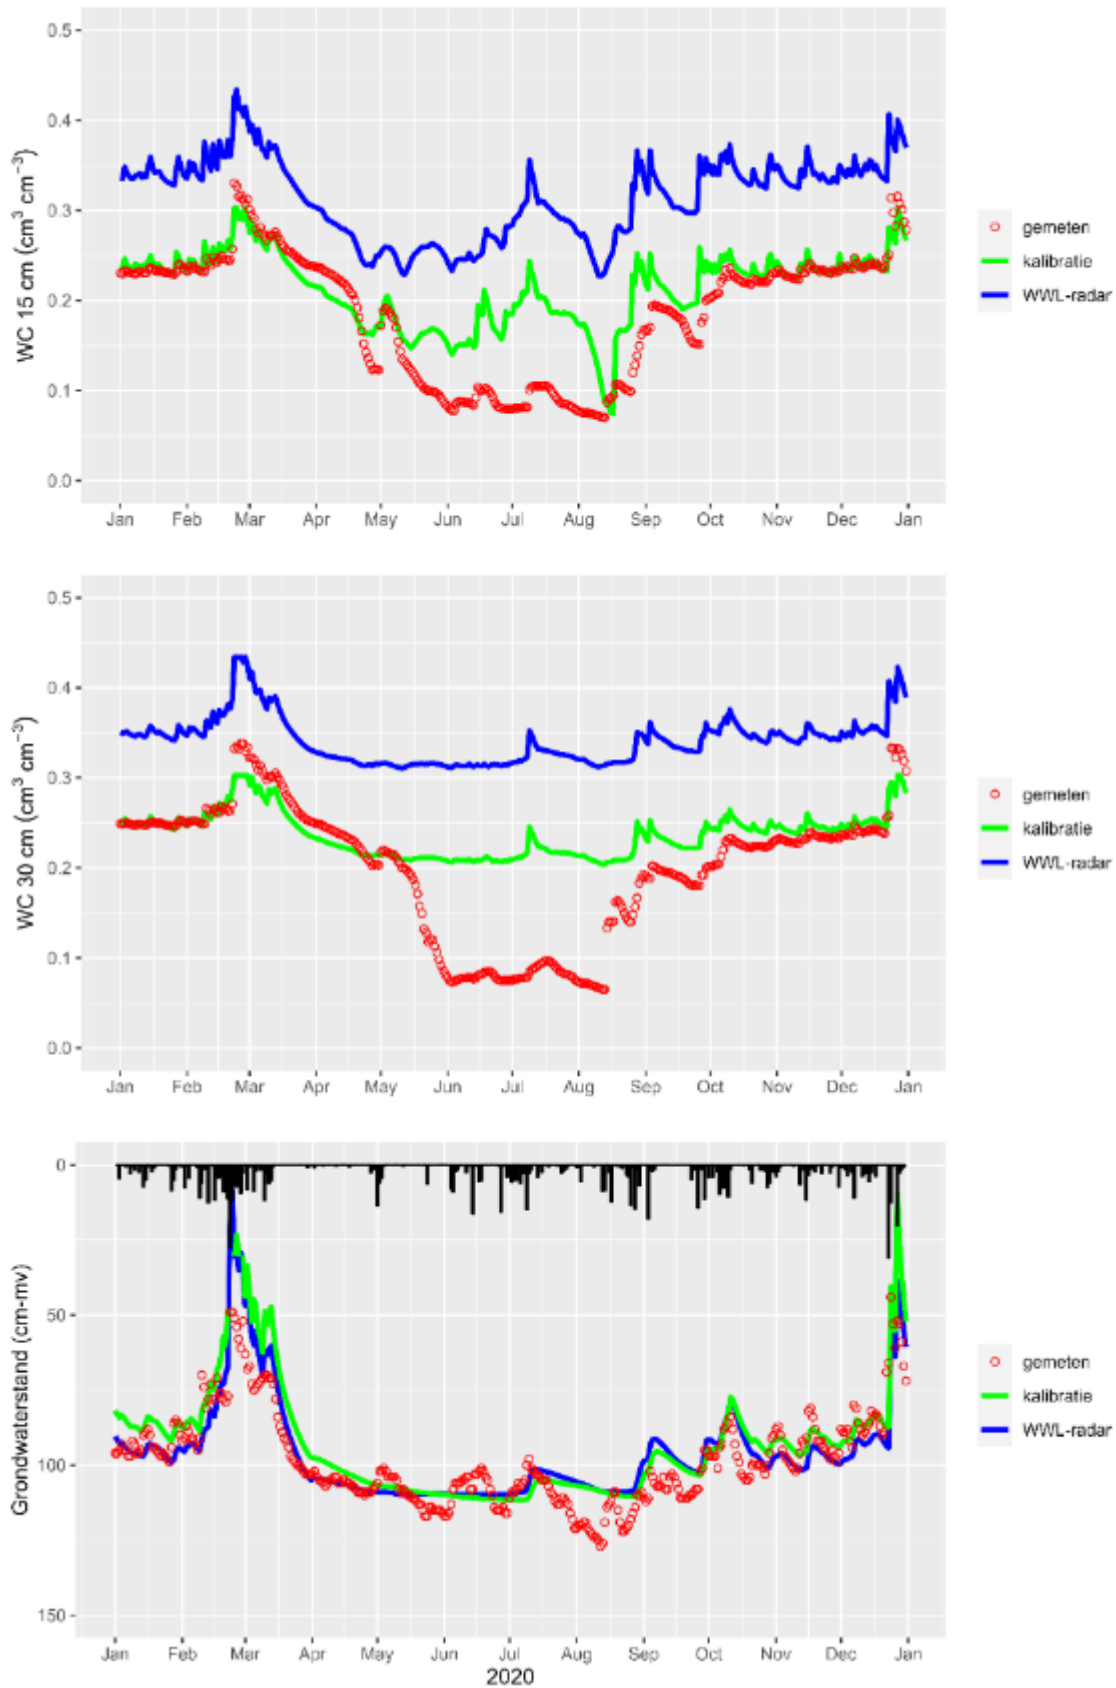 WC 15 cm (cm³ cm⁻³)
0.5
0.4
0.3
0.2
0.1
0.0
Jan Feb Mar Apr May Jun Jul Aug Sep Oct Nov Dec Jan
gemeten
kalibratie
WWL-radar
WC 30 cm (cm³ cm⁻³)
0.5
0.4
0.3
0.2
0.1
0.0
Jan Feb Mar Apr May Jun Jul Aug Sep Oct Nov Dec Jan
gemeten
kalibratie
WWL-radar
Grondwaterstand (cm-mv)
0
50
100
150
Jan Feb Mar Apr May Jun Jul Aug Sep Oct Nov Dec Jan
2020
gemeten
kalibratie
WWL-radar